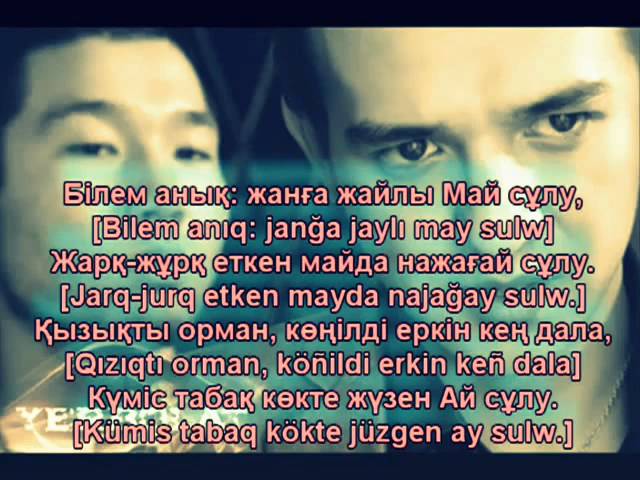 Білем анық: жанға жайлы Май сұлу,
[Bilem anıq: janğa jaylı may sulw]
Жарқ-жұрқ еткен майда нажағай сұлу.
[Jarq-jurq etken mayda najağay sulw.]
Қызықты орман, көңілді еркін кең дала,
[Qızıqtı orman, köñildi erkin keñ dala]
Күміс табақ көкте жүзен Ай сұлу.
[Kümis tabaq kökte jüzgen ay sulw.]